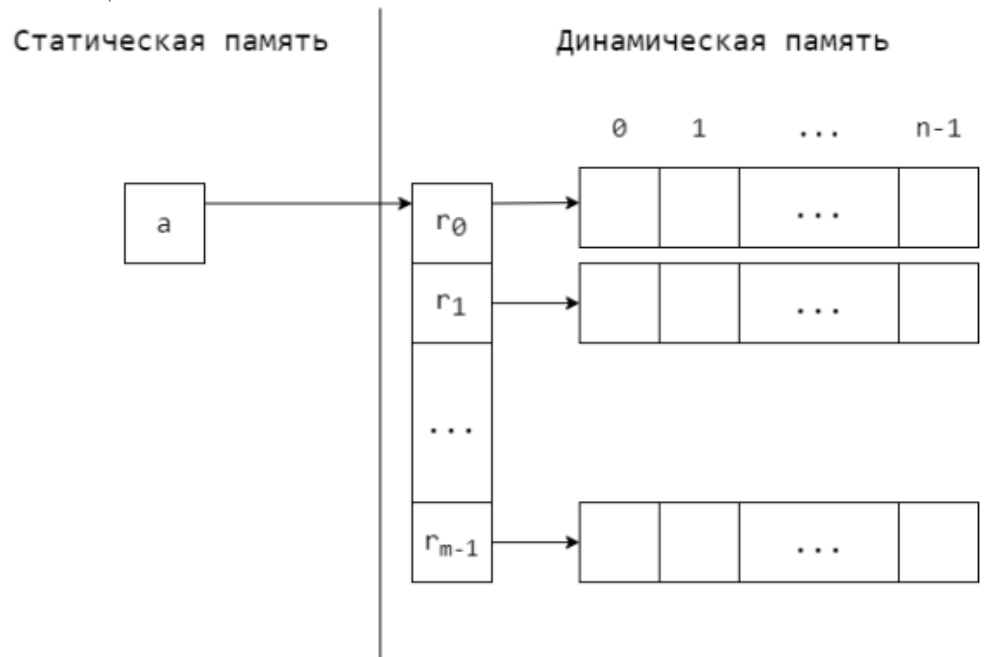 Статическая память
Динамическая память
0 1 ... n-1
a
r0
...
r1
...
...
rm-1
...